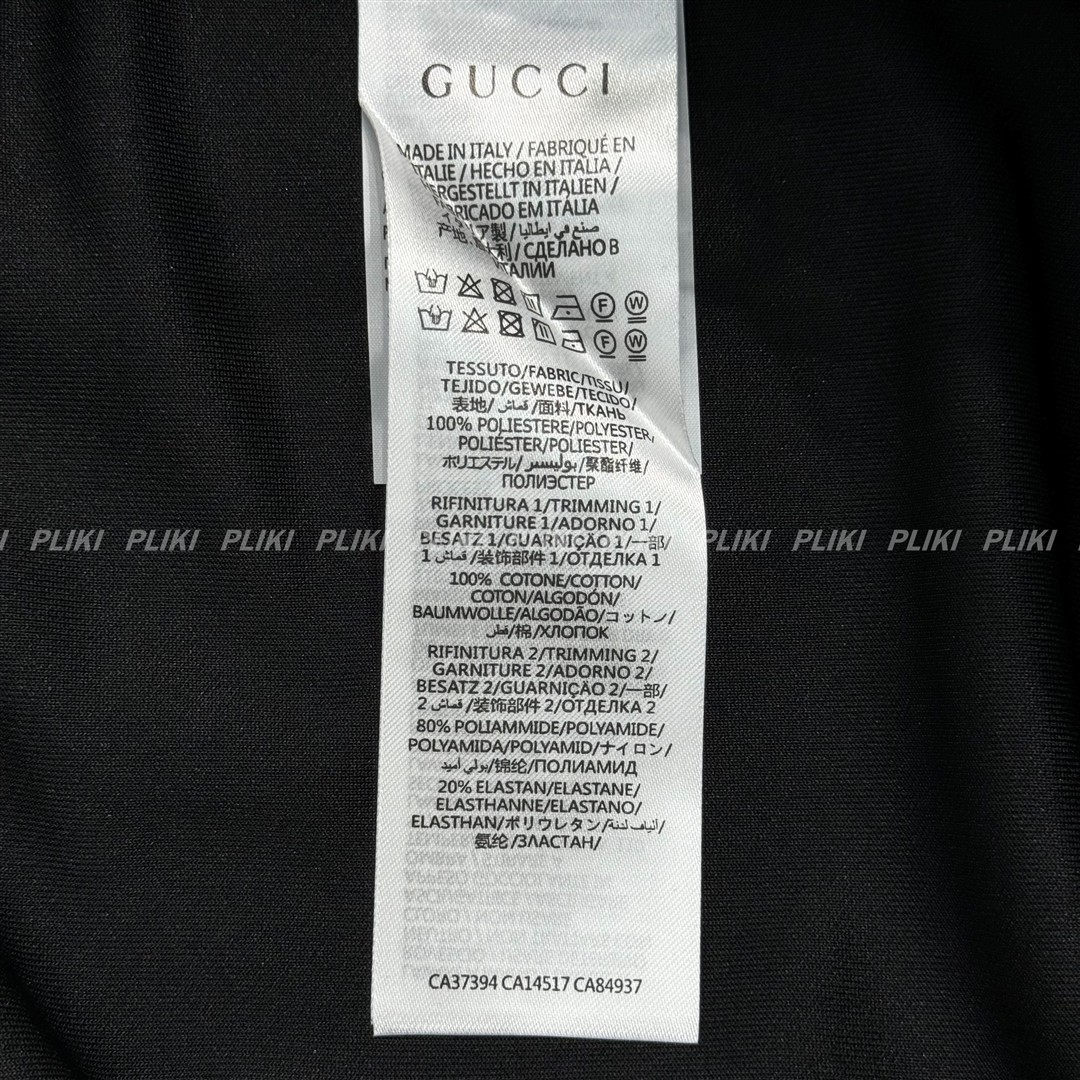 GUCCI
MADE IN ITALY / FABRIQUÉ EN
TALIE / HECHO EN ITALIA /
ERGESTELLT IN ITALIEN /
RICADO EM ITÁLIA
产地 صنع في ايطاليا / 製
利 / СДЕЛАНО В
ТАЛИИ
F W
F W
TESSUTO/FABRIC/TISSU/
TEJIDO/GEWEBE/TECIDO/
表地/ قماش /面料/ТКАНЬ
100% POLIESTERE/POLYESTER/
POLIÉSTER/POLIESTER/
ポリエステル/ بوليستر /聚酯纤维/
ПОЛИЭСТЕР
RIFINITURA 1/TRIMMING 1/
GARNITURE 1/ADORNO 1/
BESATZ 1/GUARNIÇÃO 1/一部/
1 قماش /装饰部件 1/ОТДЕЛКА 1
100% COTONE/COTTON/
COTON/ALGODÓN/
BAUMWOLLE/ALGODÃO/コットン/
قطن/棉/ХЛОПОК
RIFINITURA 2/TRIMMING 2/
GARNITURE 2/ADORNO 2/
BESATZ 2/GUARNIÇÃO 2/一部/
2 قماش /装饰部件 2/ОТДЕЛКА 2
80% POLIAMMIDE/POLYAMIDE/
POLYAMIDA/POLYAMID/ナイロン/
بولي أميد/锦纶/ПОЛИАМИД
20% ELASTAN/ELASTANE/
ELASTHANNE/ELASTANO/
ELASTHAN/ポリウレタン/ألياف لدنة/
氨纶/ЭЛАСТАН/
CA37394 CA14517 CA84937
PLIKI PLIKI PLIKI PLIKI PLIKI PLIKI PLIKI PLIKI